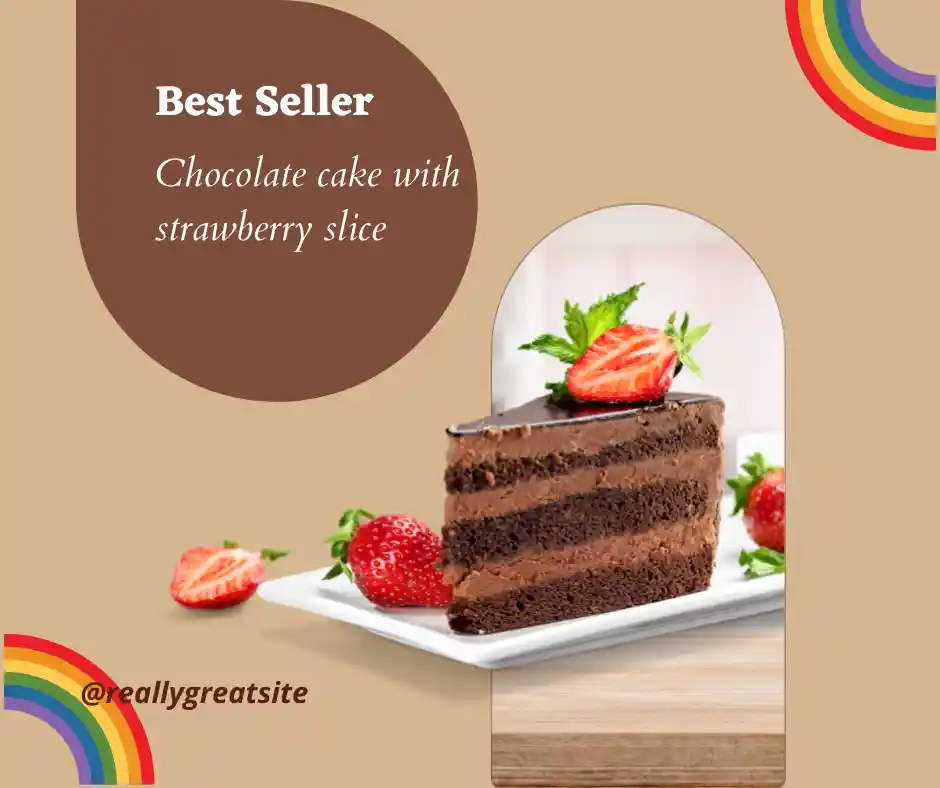 Best Seller
Chocolate cake with
strawberry slice
@reallygreatsite